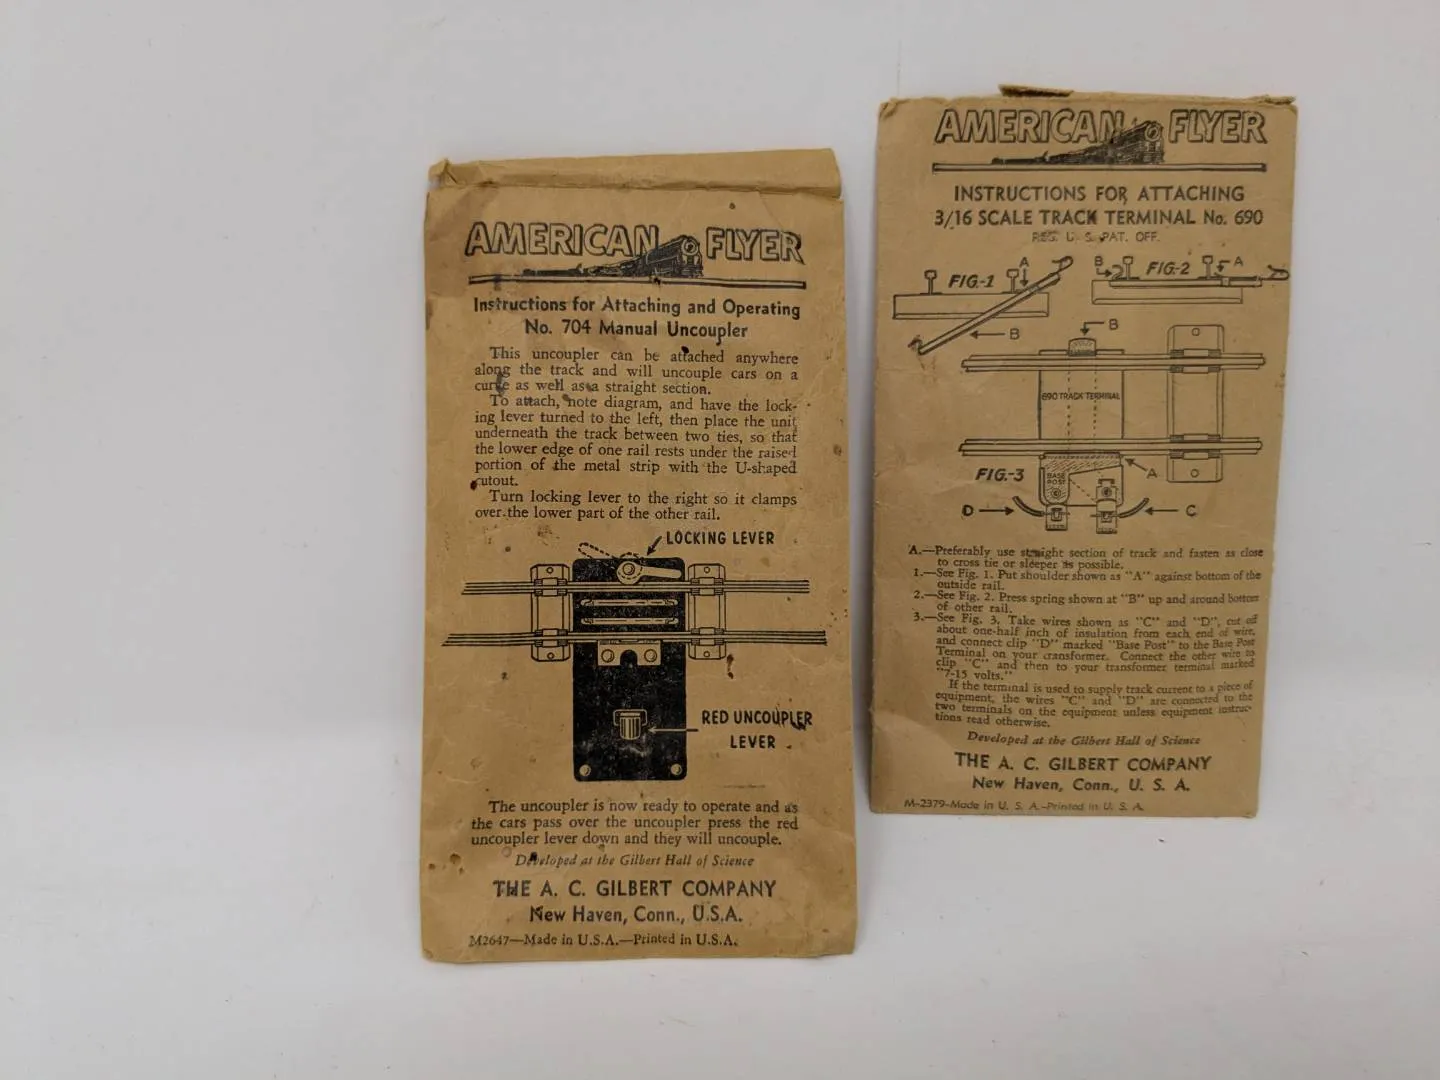 AMERICAN FLYER
Instructions for Attaching and Operating
No. 704 Manual Uncoupler
This uncoupler can be attached anywhere
along the track and will uncouple cars on a
curve as well as a straight section.
To attach, note diagram, and have the lock-
ing lever turned to the left, then place the unit
underneath the track between two ties, so that
the lower edge of one rail rests under the raised
portion of the metal strip with the U-shaped
cutout.
Turn locking lever to the right so it clamps
over the lower part of the other rail.
LOCKING LEVER
RED UNCOUPLER
LEVER
The uncoupler is now ready to operate and as
the cars pass over the uncoupler press the red
uncoupler lever down and they will uncouple.
Developed at the Gilbert Hall of Science
THE A. C. GILBERT COMPANY
New Haven, Conn., U.S.A.
M2647—Made in U.S.A.—Printed in U.S.A.
AMERICAN FLYER
INSTRUCTIONS FOR ATTACHING
3/16 SCALE TRACK TERMINAL No. 690
REG. U. S. PAT. OFF.
A
FIG.-1
B
B
FIG.-2
A
B
690 TRACK TERMINAL
FIG.-3
BASE
POST
A
D
C
A.—Preferably use straight section of track and fasten as close
to cross tie or sleeper as possible.
1.—See Fig. 1. Put shoulder shown as "A" against bottom of the
outside rail.
2.—See Fig. 2. Press spring shown at "B" up and around bottom
of other rail.
3.—See Fig. 3. Take wires shown as "C" and "D", cut off
about one-half inch of insulation from each end of wire,
and connect clip "D" marked "Base Post" to the Base Post
Terminal on your transformer. Connect the other wire to
clip "C" and then to your transformer terminal marked
"7-15 volts."
If the terminal is used to supply track current to a piece of
equipment, the wires "C" and "D" are connected to the
two terminals on the equipment unless equipment instruc-
tions read otherwise.
Developed at the Gilbert Hall of Science
THE A. C. GILBERT COMPANY
New Haven, Conn., U. S. A.
M-2379-Made in U. S. A.-Printed in U. S. A.